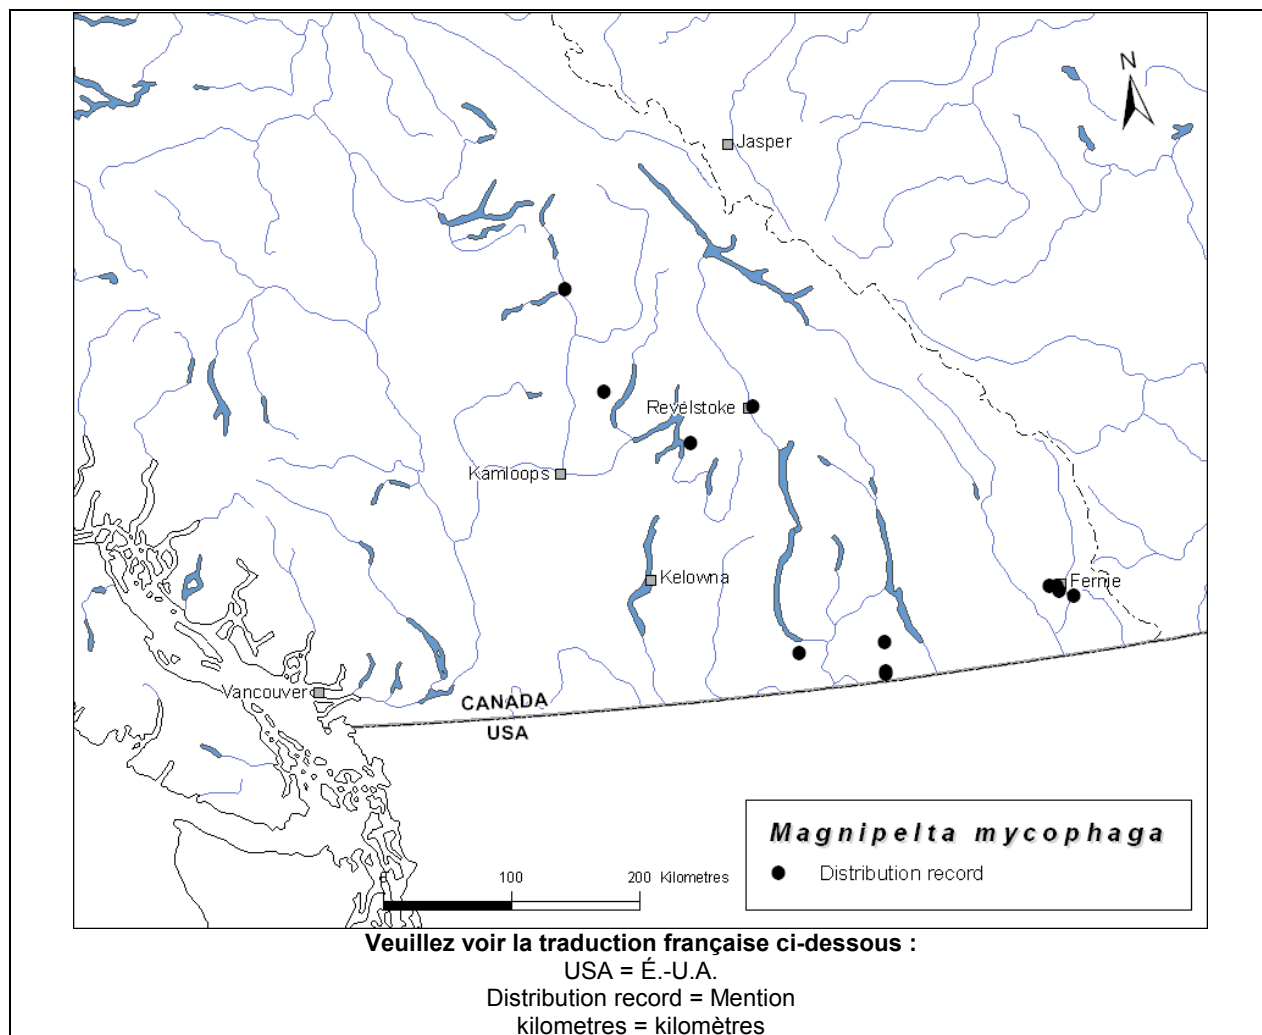 N
Jasper
Revelstoke
Kamloops
Kelowna
Fernie
Vancouver
CANADA
USA
Magnipelta mycophaga
Distribution record
100 200 Kilometres
Veuillez voir la traduction française ci-dessous :
USA = É.-U.A.
Distribution record = Mention
kilometres = kilomètres